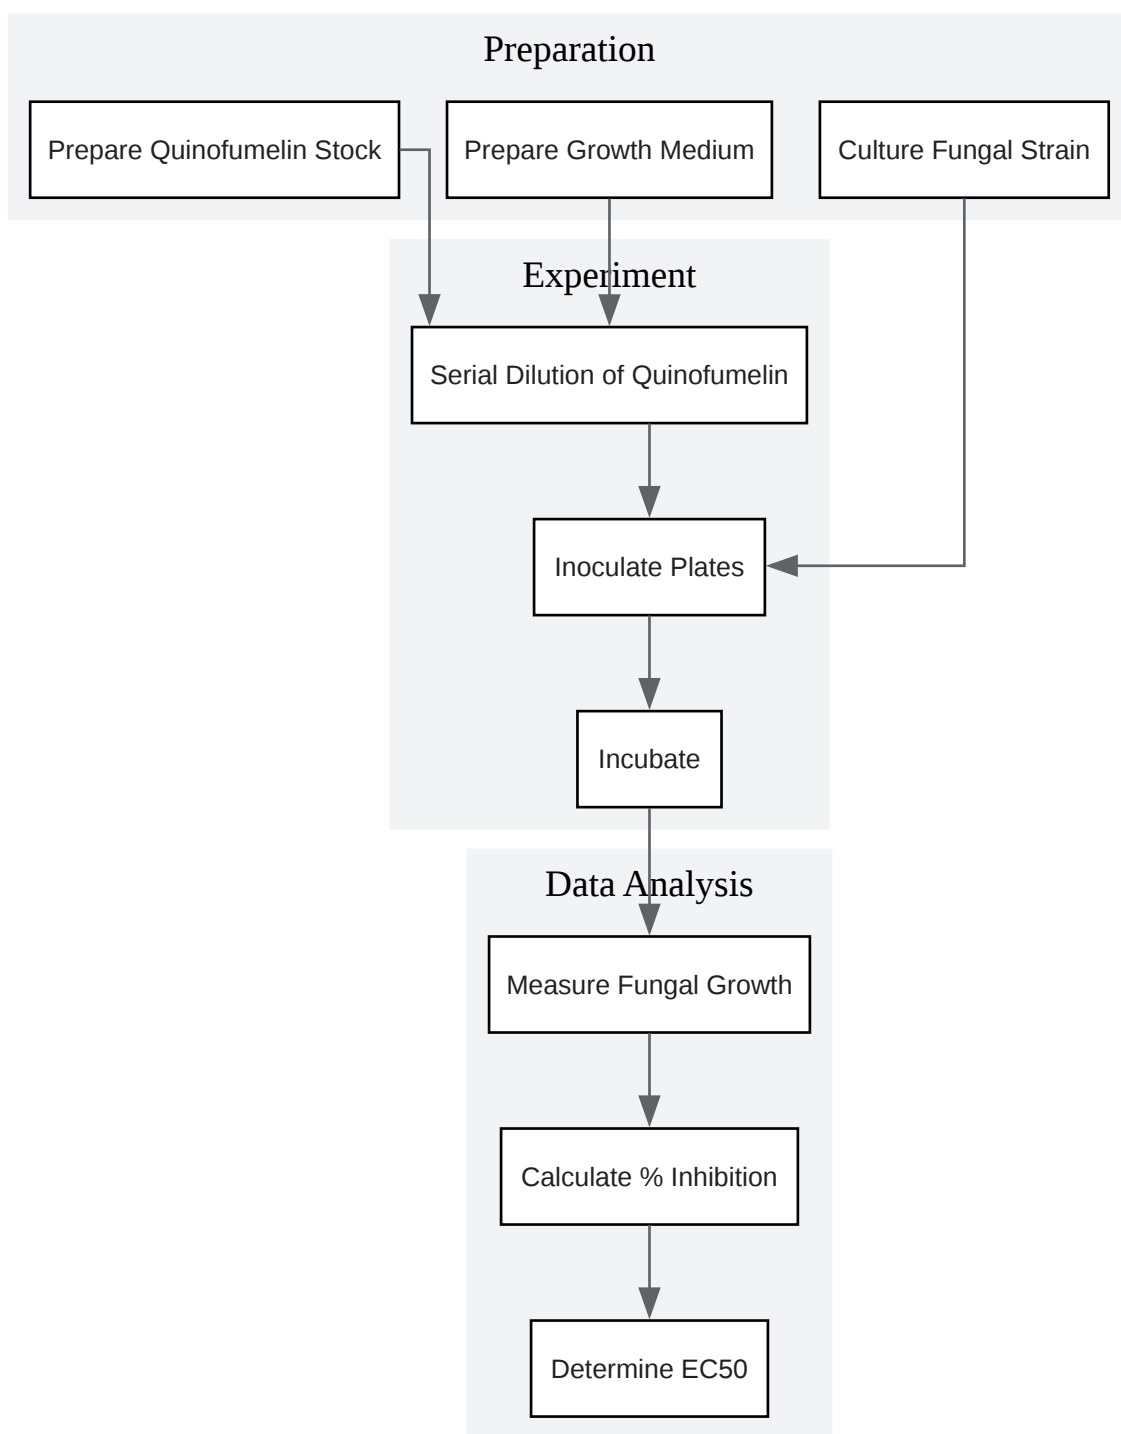 Preparation
Prepare Quinofumelin Stock
Prepare Growth Medium
Culture Fungal Strain
Experiment
Serial Dilution of Quinofumelin
Inoculate Plates
Incubate
Data Analysis
Measure Fungal Growth
Calculate % Inhibition
Determine EC50